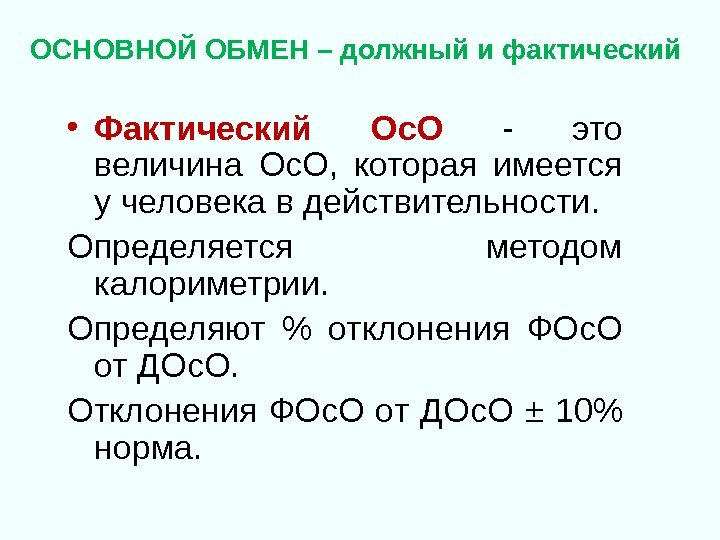 ОСНОВНОЙ ОБМЕН – должный и фактический
• Фактический ОсО - это
величина ОсО, которая имеется
у человека в действительности.
Определяется методом
калориметрии.
Определяют % отклонения ФОсО
от ДОсО.
Отклонения ФОсО от ДОсО ± 10%
норма.